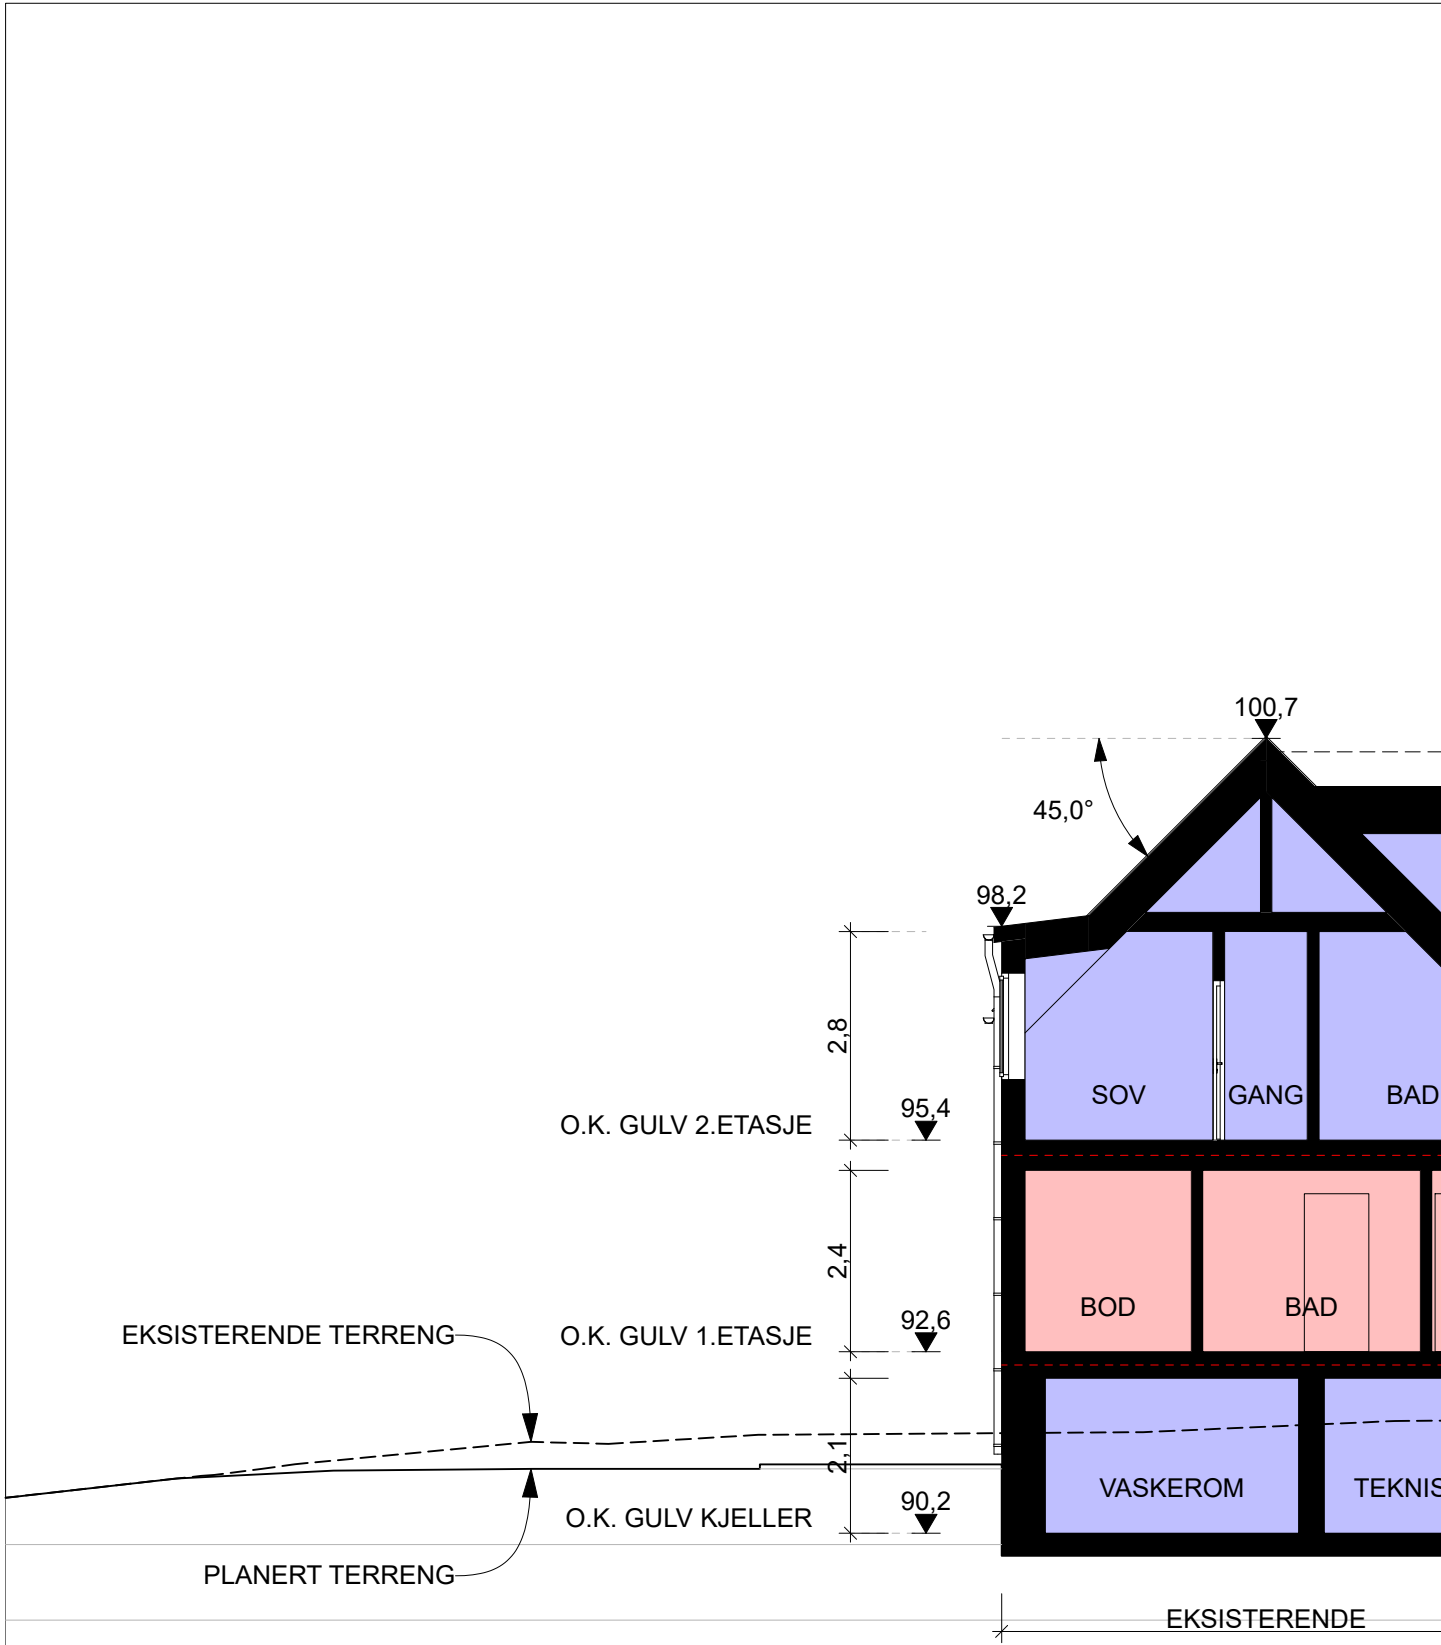 100,7
45,0°
98,2
2,8
SOV GANG BAD
O.K. GULV 2.ETASJE 95,4
2,4
BOD BAD
EKSISTERENDE TERRENG O.K. GULV 1.ETASJE 92,6
2,1
VASKEROM TEKNIS
O.K. GULV KJELLER 90,2
PLANERT TERRENG
EKSISTERENDE